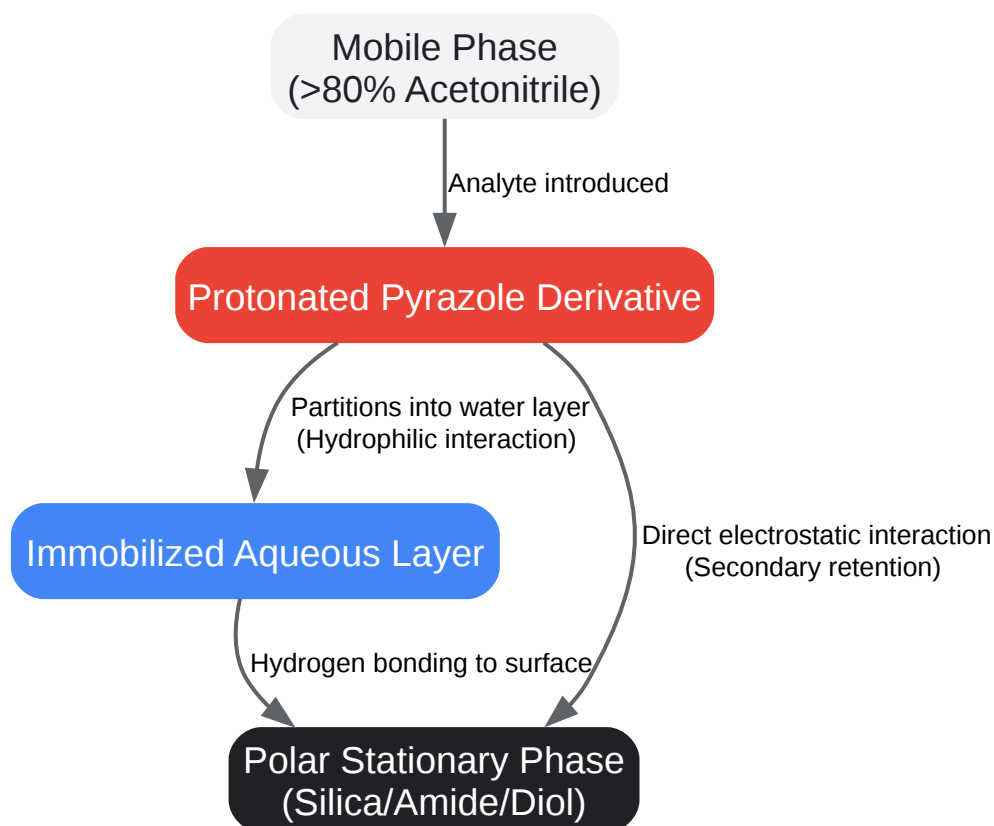 Mobile Phase
(>80% Acetonitrile)
Analyte introduced
Protonated Pyrazole Derivative
Partitions into water layer
(Hydrophilic interaction)
Immobilized Aqueous Layer
Direct electrostatic interaction
(Secondary retention)
Hydrogen bonding to surface
Polar Stationary Phase
(Silica/Amide/Diol)